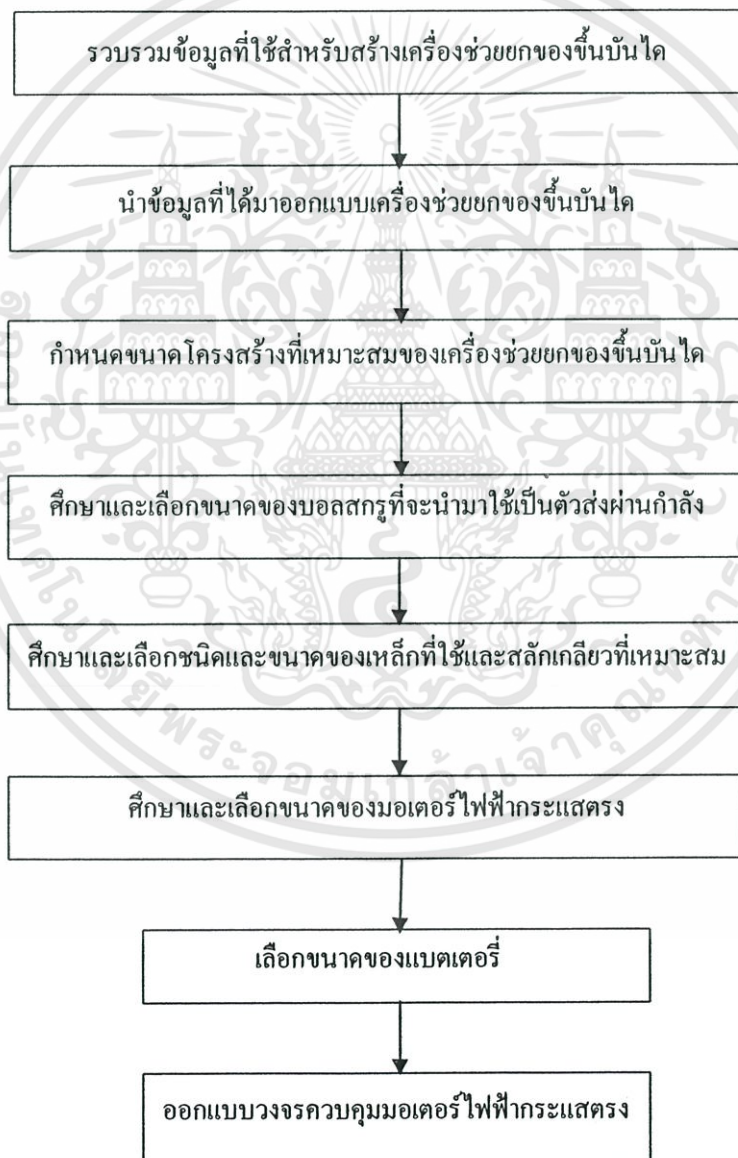 รวบรวมข้อมูลที่ใช้สำหรับสร้างเครื่องช่วยยกของขึ้นบันได
นำข้อมูลที่ได้มาออกแบบเครื่องช่วยยกของขึ้นบันได
กำหนดขนาดโครงสร้างที่เหมาะสมของเครื่องช่วยยกของขึ้นบันได
ศึกษาและเลือกขนาดของบอลสกรูที่จะนำมาใช้เป็นตัวส่งผ่านกำลัง
ศึกษาและเลือกชนิดและขนาดของเหล็กที่ใช้และสลักเกลียวที่เหมาะสม
ศึกษาและเลือกขนาดของมอเตอร์ไฟฟ้ากระแสตรง
เลือกขนาดของแบตเตอรี่
ออกแบบวงจรควบคุมมอเตอร์ไฟฟ้ากระแสตรง